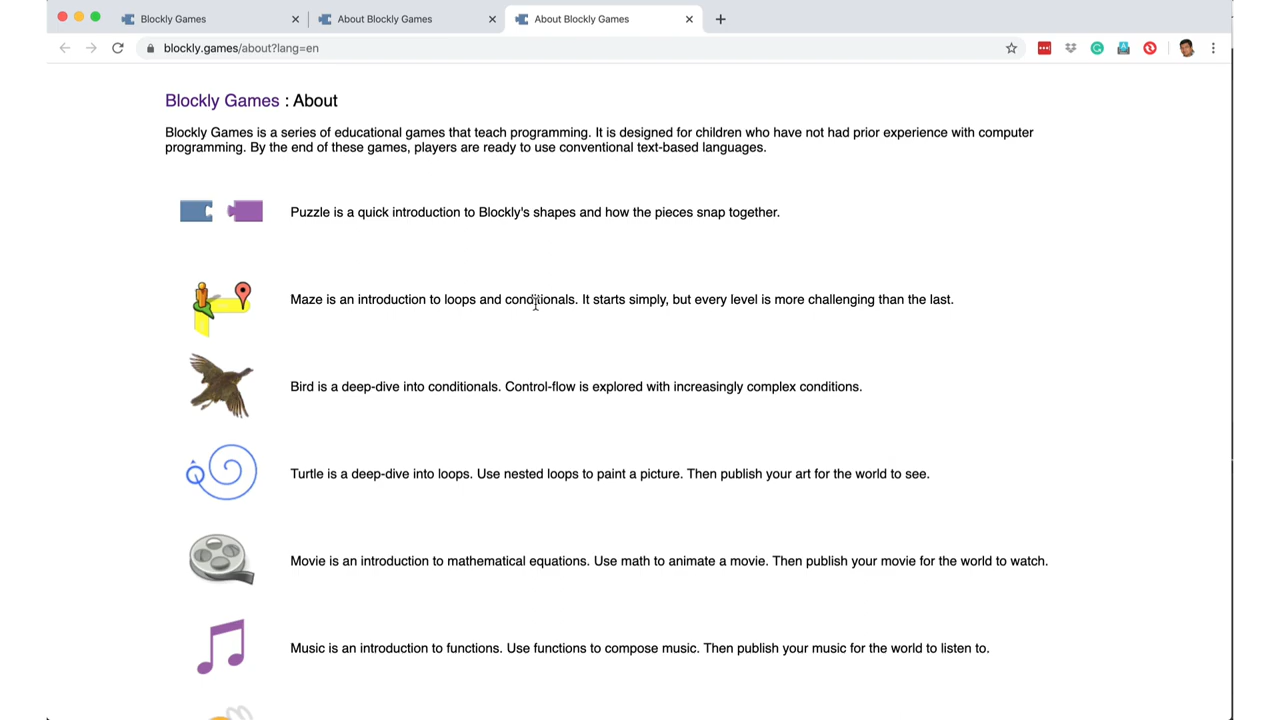 Blockly Games
About Blockly Games
About Blockly Games
blockly.games/about?lang=en
Blockly Games : About
Blockly Games is a series of educational games that teach programming. It is designed for children who have not had prior experience with computer
programming. By the end of these games, players are ready to use conventional text-based languages.
Puzzle is a quick introduction to Blockly's shapes and how the pieces snap together.
Maze is an introduction to loops and conditionals. It starts simply, but every level is more challenging than the last.
Bird is a deep-dive into conditionals. Control-flow is explored with increasingly complex conditions.
Turtle is a deep-dive into loops. Use nested loops to paint a picture. Then publish your art for the world to see.
Movie is an introduction to mathematical equations. Use math to animate a movie. Then publish your movie for the world to watch.
Music is an introduction to functions. Use functions to compose music. Then publish your music for the world to listen to.